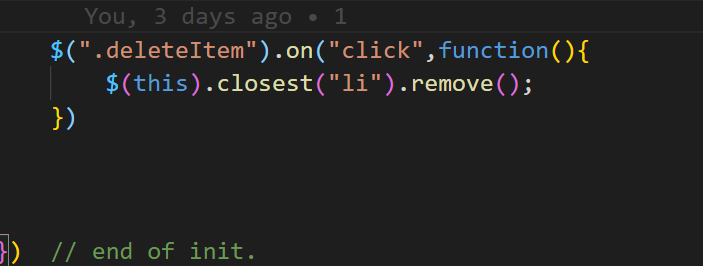 You, 3 days ago • 1
$(".deleteItem").on("click",function(){
$(this).closest("li").remove();
})
}) // end of init.